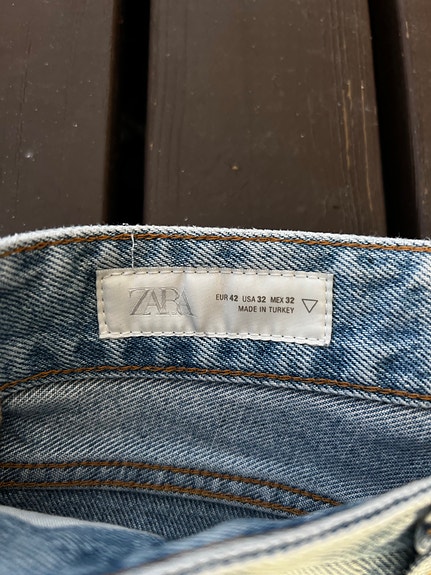 ZARA
EUR 42 USA 32 MEX 32
MADE IN TURKEY